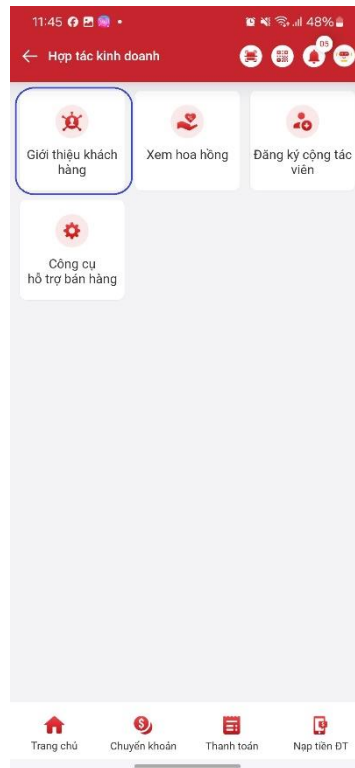 11:45 48%
Hợp tác kinh doanh 05
Giới thiệu khách Xem hoa hồng Đăng ký cộng tác
hàng viên
Công cụ
hỗ trợ bán hàng
Trang chủ Chuyển khoản Thanh toán Nạp tiền ĐT